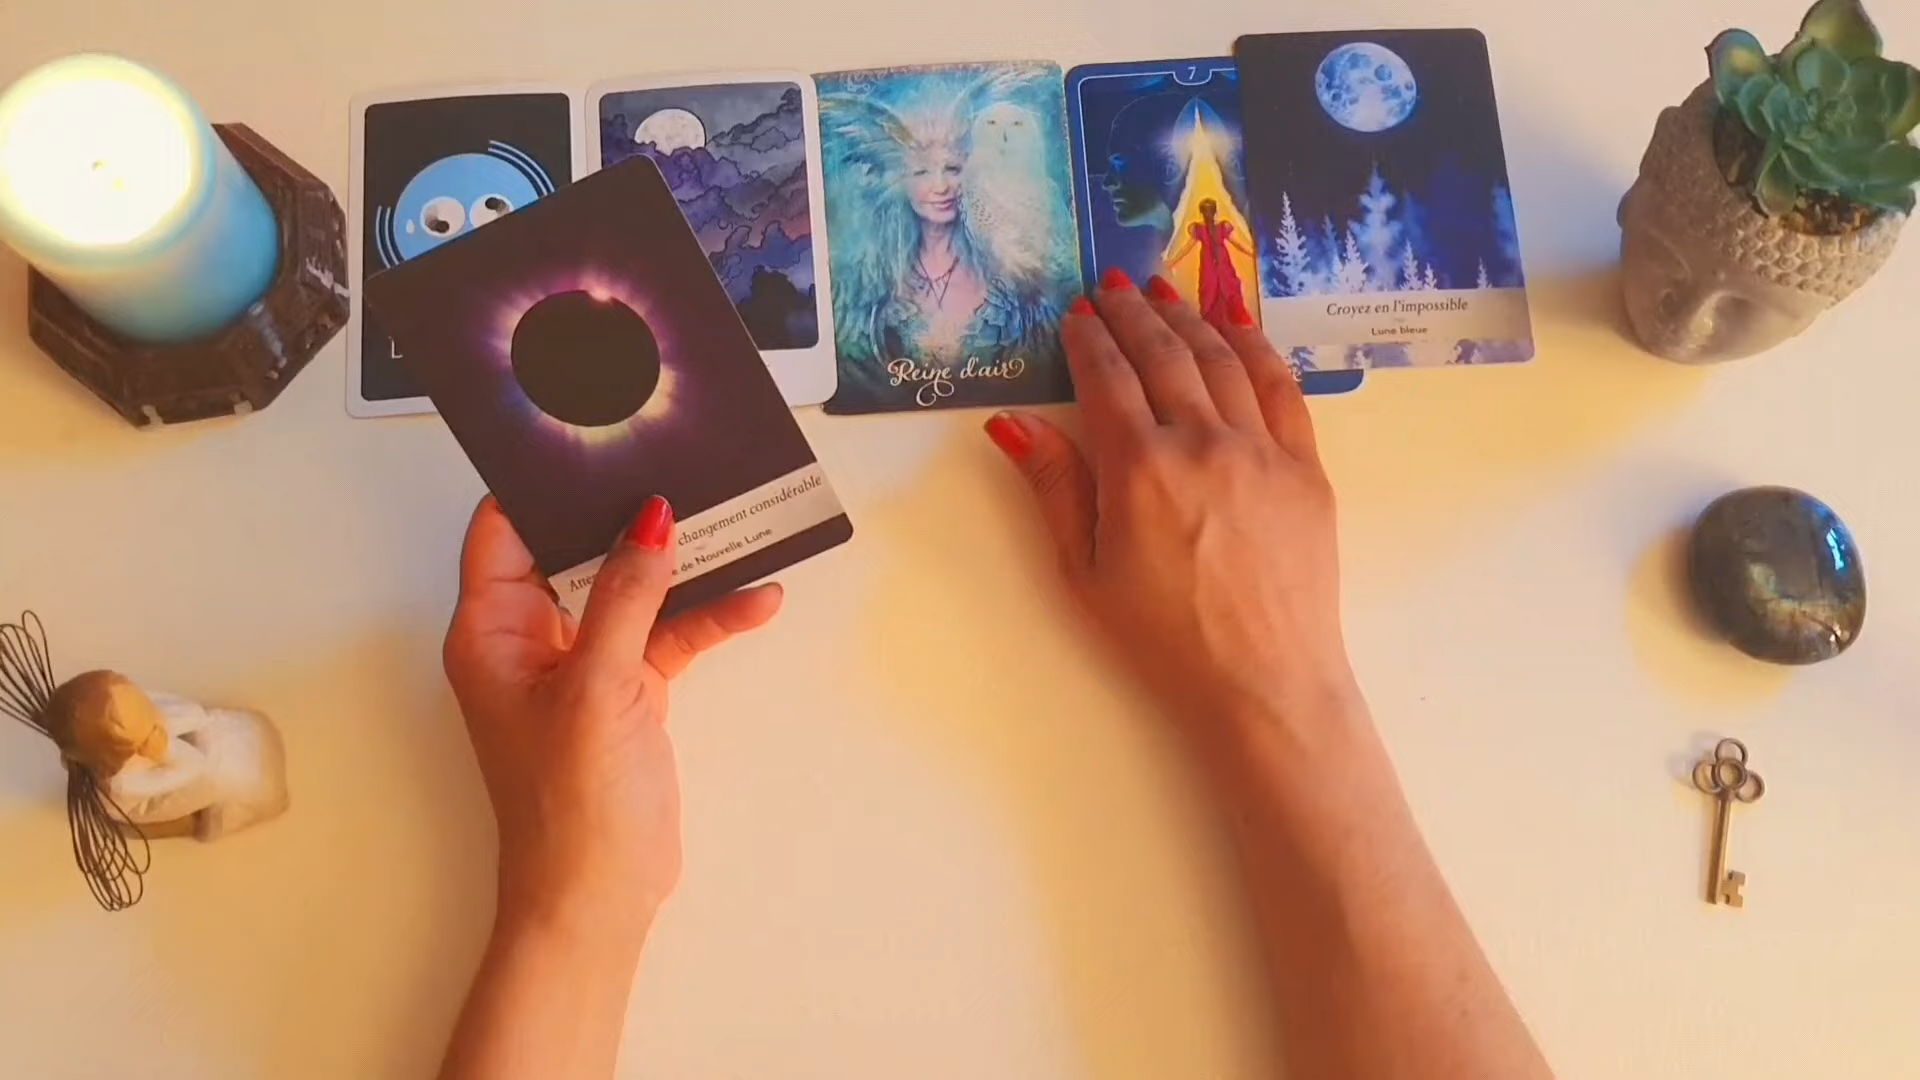 7
Croyez en l'impossible
Lune bleue
Reine d'air
changement considérable
de Nouvelle Lune